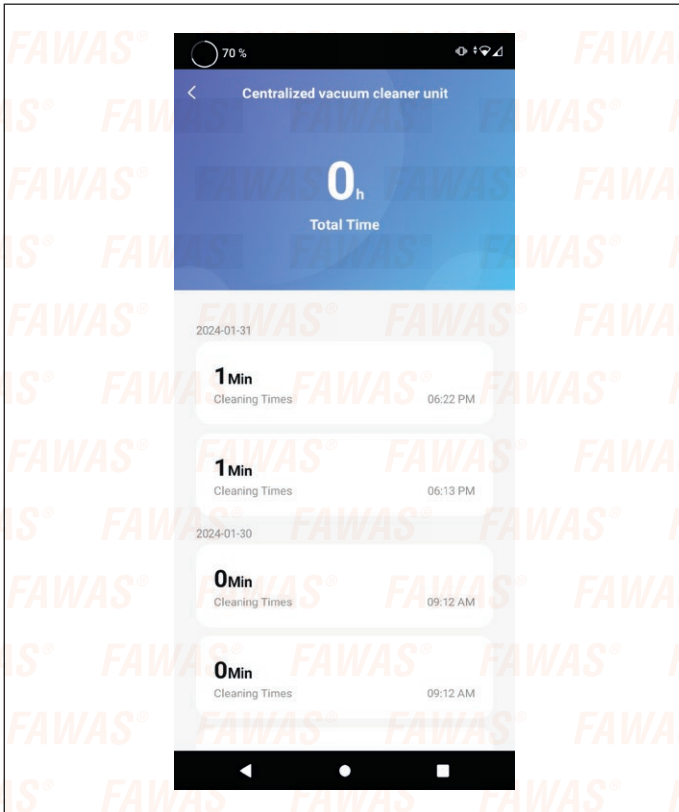 70 %
Centralized vacuum cleaner unit
0h
Total Time
2024-01-31
1Min
Cleaning Times 06:22 PM
1Min
Cleaning Times 06:13 PM
2024-01-30
0Min
Cleaning Times 09:12 AM
0Min
Cleaning Times 09:12 AM
FAWAS®